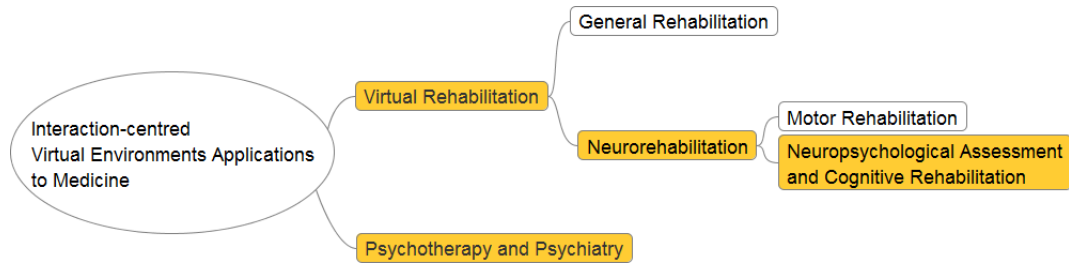 General Rehabilitation
Virtual Rehabilitation
Interaction-centred
Virtual Environments Applications
to Medicine
Motor Rehabilitation
Neurorehabilitation
Neuropsychological Assessment
and Cognitive Rehabilitation
Psychotherapy and Psychiatry